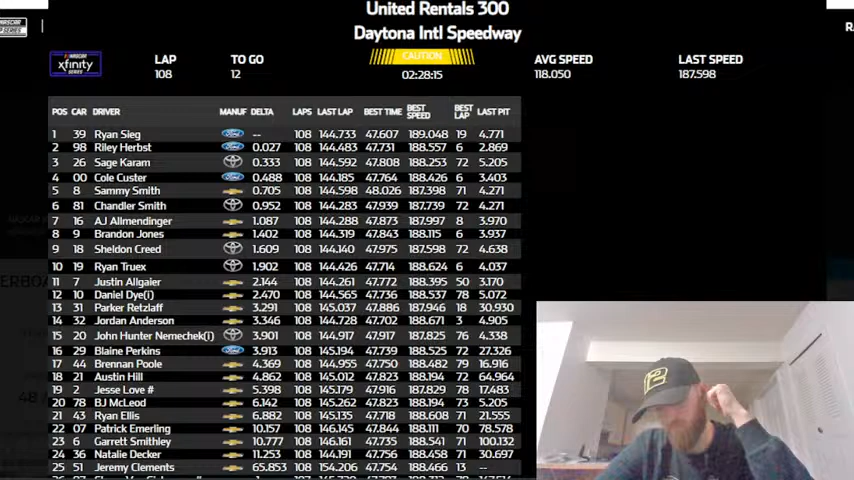 United Rentals 300
Daytona Intl Speedway
xfinity
LAP TO GO CAUTION AVG SPEED LAST SPEED
108 12 02:28:15 118.050 187.598
POS CAR DRIVER MANUF DELTA LAPS LAST LAP BEST TIME BEST SPEED BEST LAP LAST PIT
1 39 Ryan Sieg -- 108 144.733 47.607 189.048 19 4.771
2 98 Riley Herbst 0.027 108 144.483 47.731 188.557 6 2.869
3 26 Sage Karam 0.333 108 144.592 47.808 188.253 72 5.205
4 00 Cole Custer 0.488 108 144.185 47.764 188.426 6 3.403
5 8 Sammy Smith 0.705 108 144.598 48.026 187.398 71 4.271
6 81 Chandler Smith 0.952 108 144.283 47.939 187.739 72 4.271
7 16 AJ Allmendinger 1.087 108 144.288 47.873 187.997 8 3.970
8 9 Brandon Jones 1.402 108 144.319 47.843 188.115 6 3.937
9 18 Sheldon Creed 1.609 108 144.140 47.975 187.598 72 4.638
10 19 Ryan Truex 1.902 108 144.426 47.714 188.624 6 4.037
11 7 Justin Allgaier 2.144 108 144.261 47.772 188.395 50 3.170
12 10 Daniel Dye(i) 2.470 108 144.565 47.736 188.537 78 5.072
13 31 Parker Retzlaff 3.291 108 145.037 47.886 187.946 18 30.930
14 32 Jordan Anderson 3.346 108 144.728 47.702 188.671 3 4.905
15 20 John Hunter Nemechek(i) 3.901 108 144.917 47.917 187.825 76 4.338
16 29 Blaine Perkins 3.913 108 145.194 47.739 188.525 72 27.326
17 44 Brennan Poole 4.369 108 144.955 47.750 188.482 79 16.916
18 21 Austin Hill 4.862 108 145.012 47.823 188.194 72 64.964
19 2 Jesse Love # 5.398 108 145.179 47.916 187.829 78 17.483
20 78 BJ McLeod 6.142 108 145.262 47.823 188.194 73 5.205
21 43 Ryan Ellis 6.882 108 145.135 47.718 188.608 71 21.555
22 07 Patrick Emerling 10.157 108 146.145 47.844 188.111 70 78.578
23 6 Garrett Smithley 10.777 108 146.161 47.735 188.541 71 100.132
24 36 Natalie Decker 11.253 108 144.191 47.756 188.458 71 30.697
25 51 Jeremy Clements 65.853 108 154.206 47.754 188.466 13 --